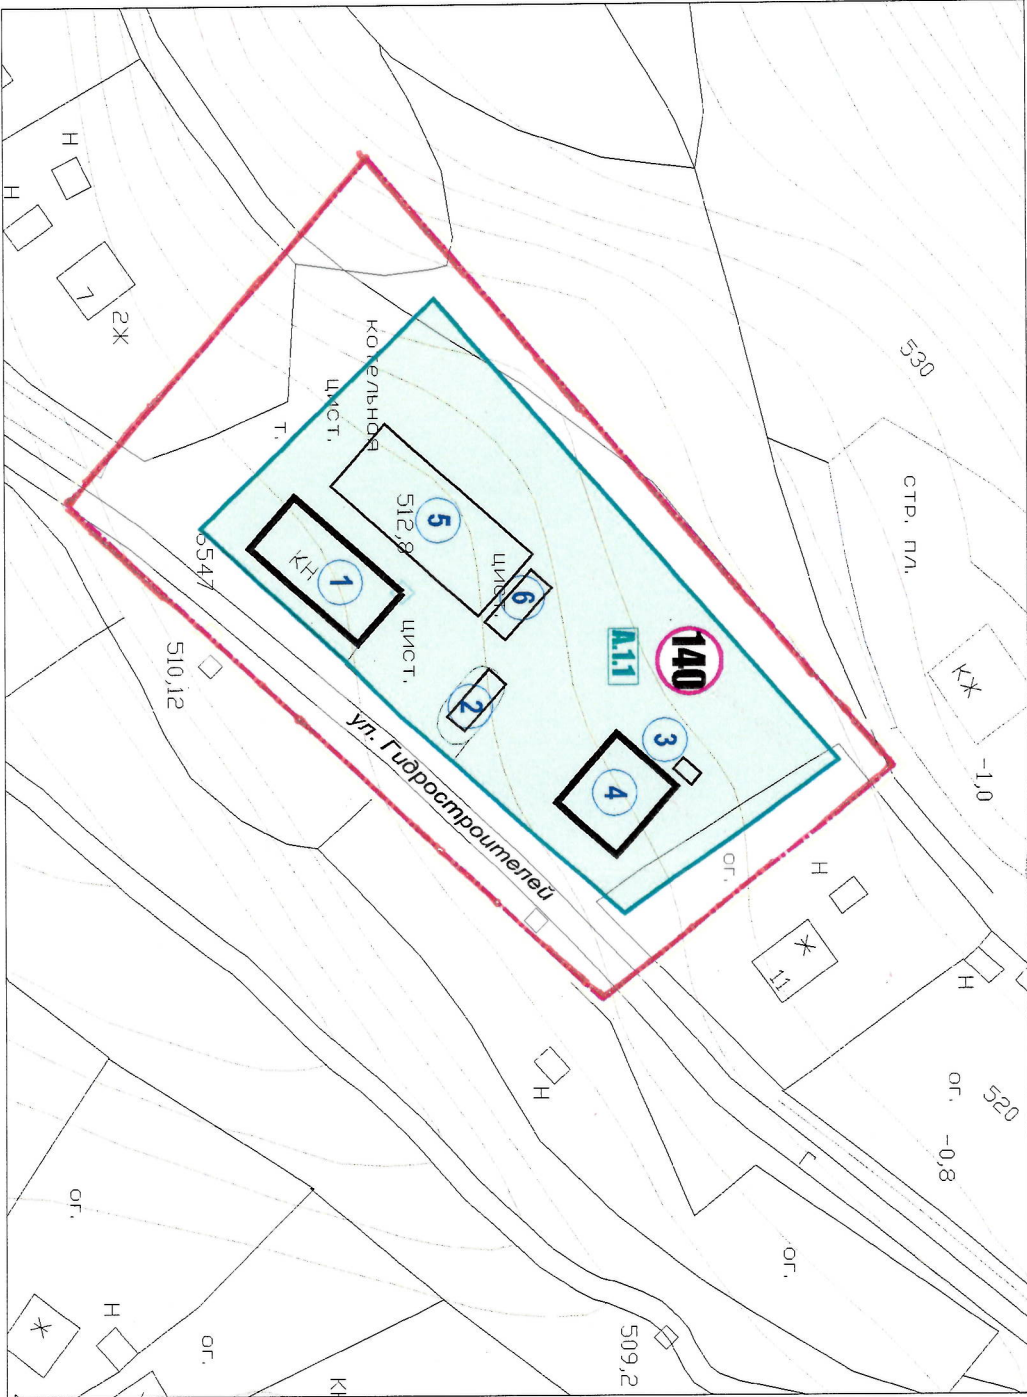 530
520
стр. пл.
КЖ
-1,0
ог.
-0,8
Н
Ж
11
Н
Г
ог.
140
А.1.1
3
4
ог.
котельная
цист.
т.
5
512,8
цист.
6
КН
1
цист.
2
ул. Гидростроителей
510,12
Н
Н
7
2Ж
Н
509,2
ог.
ог.
Н
Ж